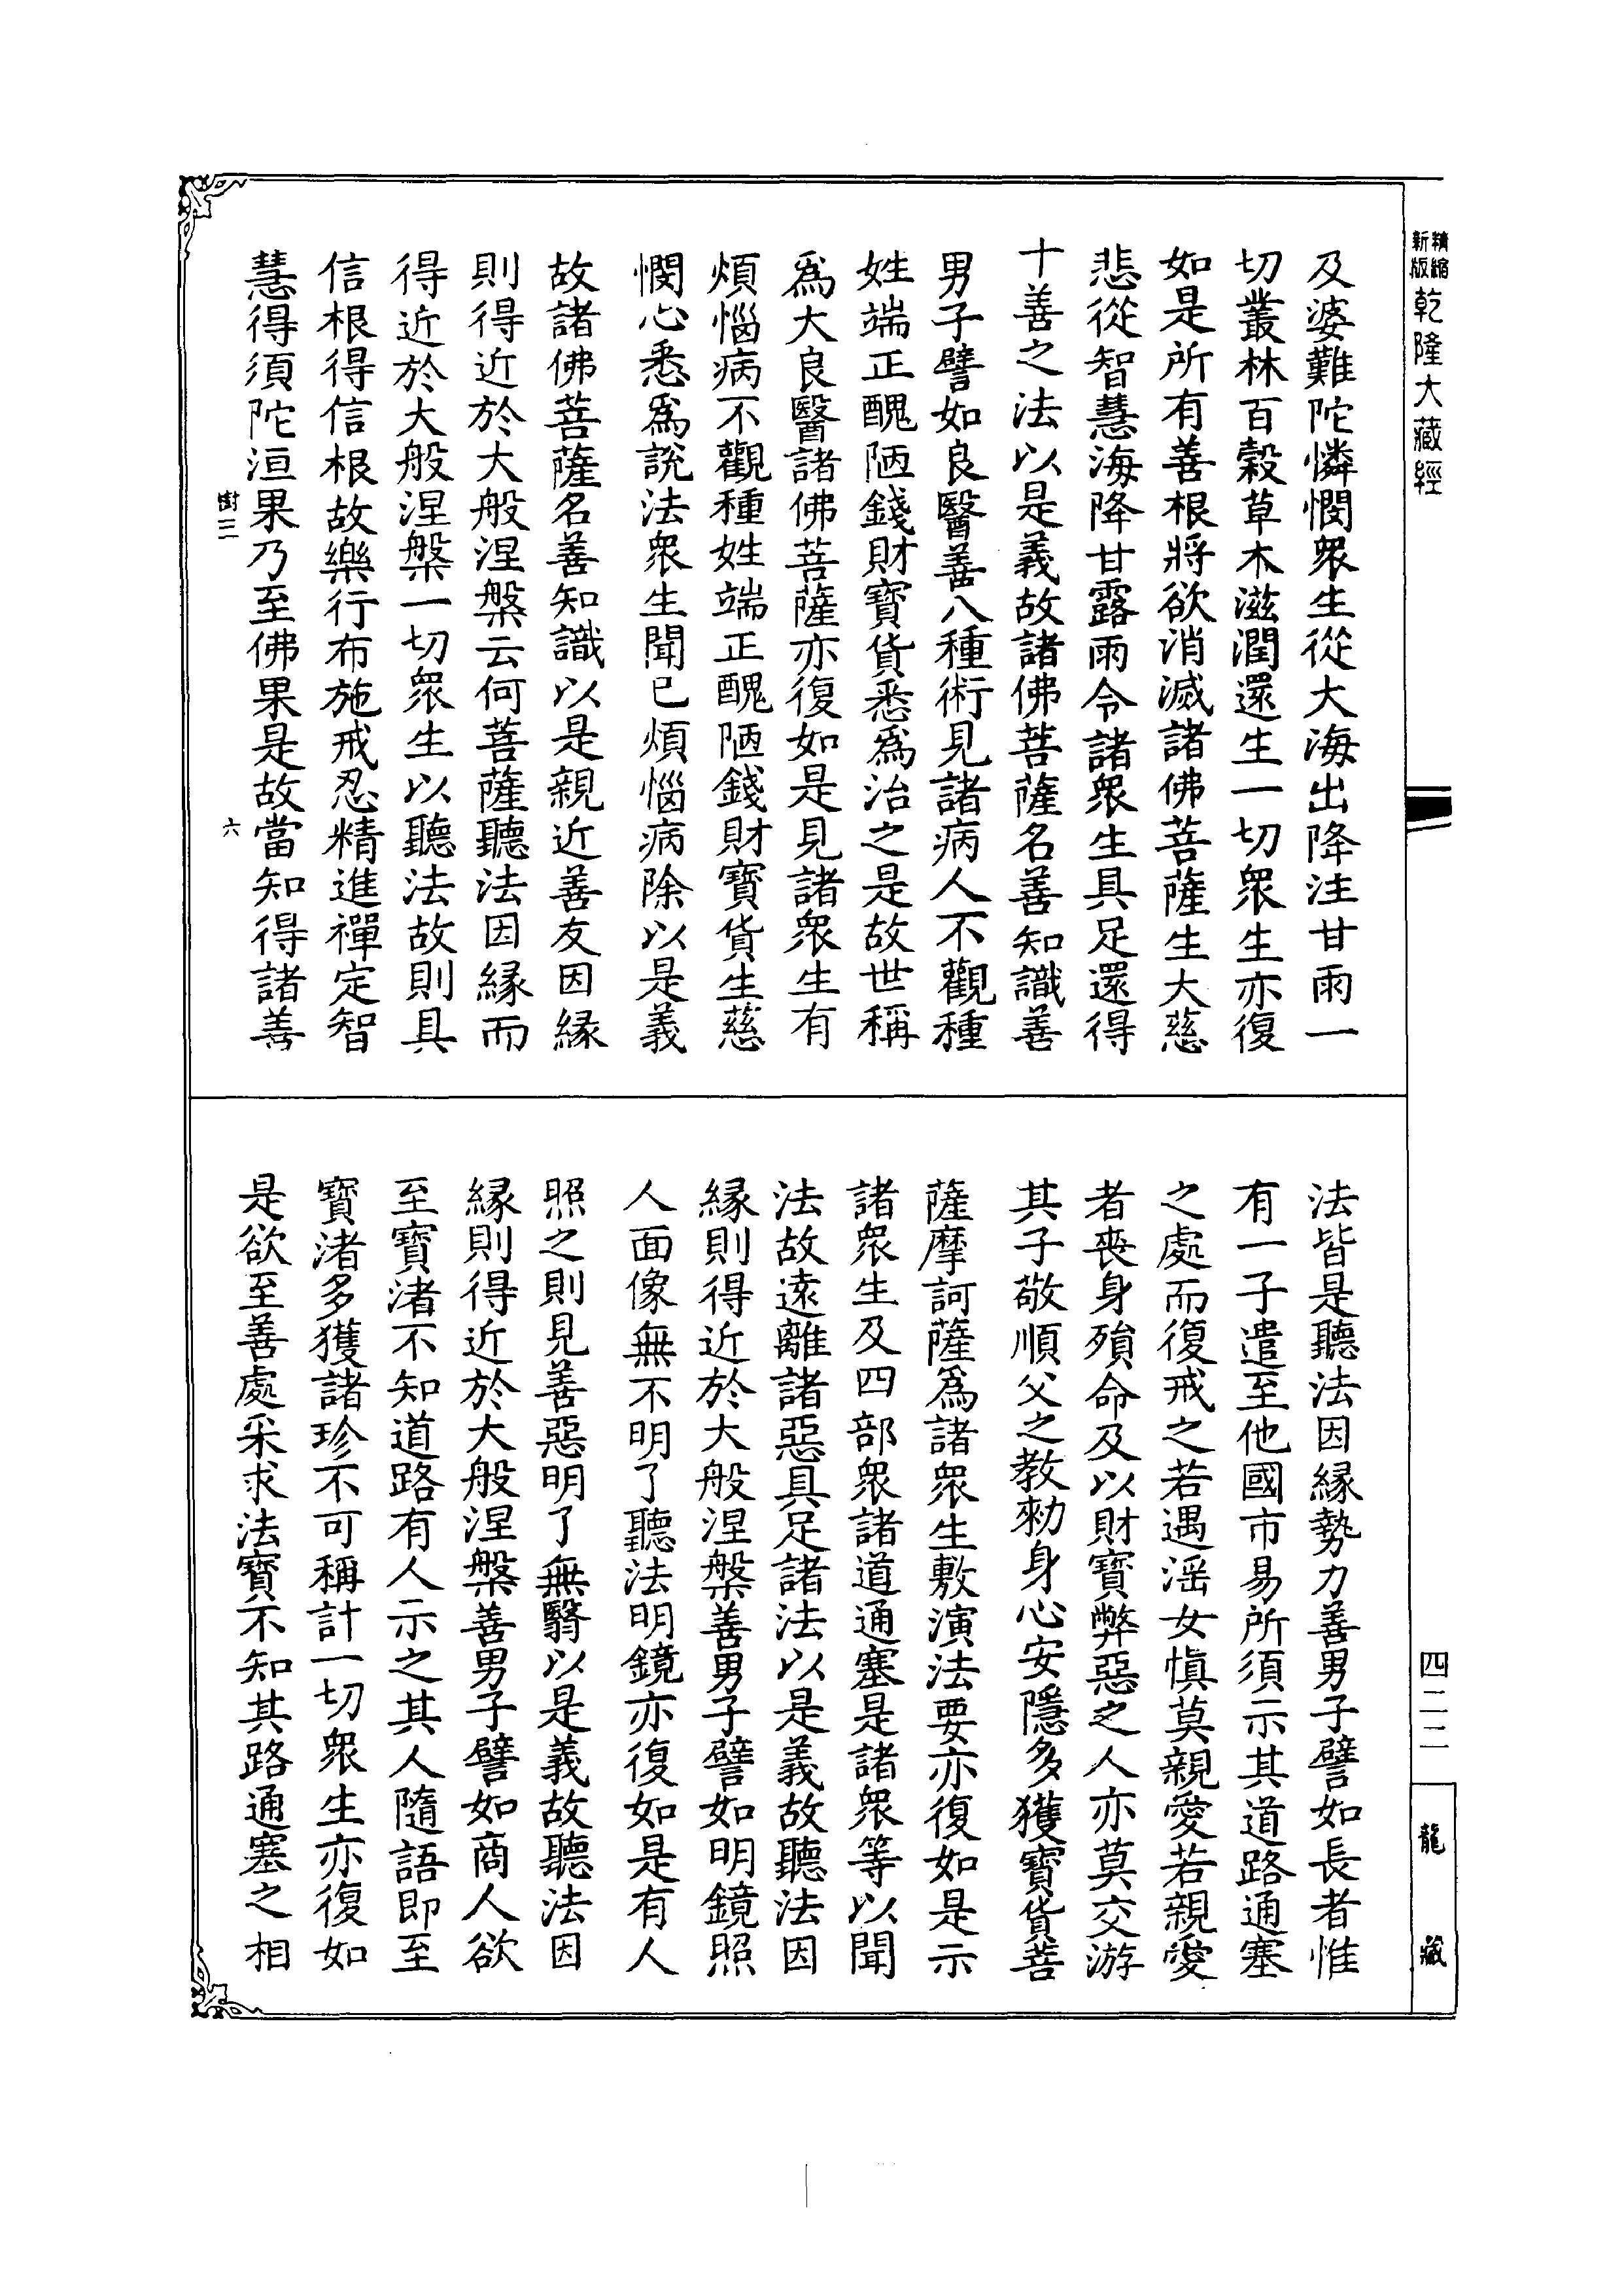 精縮新版乾隆大藏經
及婆難陀憐憫衆生從大海出降注甘雨一
切叢林百穀草木滋潤還生一切衆生亦復
如是所有善根將欲消滅諸佛菩薩生大慈
悲從智慧海降甘露雨令諸衆生具足還得
十善之法以是義故諸佛菩薩名善知識善
男子譬如良醫善八種術見諸病人不觀種
姓端正醜陋錢財寶貨悉爲治之是故世稱
爲大良醫諸佛菩薩亦復如是見諸衆生有
煩惱病不觀種姓端正醜陋錢財寶貨生慈
憫心悉爲說法衆生聞已煩惱病除以是義
故諸佛菩薩名善知識以是親近善友因緣
則得近於大般涅槃云何菩薩聽法因緣而
得近於大般涅槃一切衆生以聽法故則具
信根得信根故樂行布施戒忍精進禪定智
慧得須陀洹果乃至佛果是故當知得諸善
樹三
六
法皆是聽法因緣勢力善男子譬如長者惟
有一子遣至他國市易所須示其道路通塞
之處而復戒之若遇滛女慎莫親愛若親愛
者喪身殞命及以財寶弊惡之人亦莫交游
其子敬順父之教勑身心安隱多獲寶貨菩
薩摩訶薩爲諸衆生敷演法要亦復如是示
諸衆生及四部衆諸道通塞是諸衆等以聞
法故遠離諸惡具足諸法以是義故聽法因
緣則得近於大般涅槃善男子譬如明鏡照
人面像無不明了聽法明鏡亦復如是有人
照之則見善惡明了無翳以是義故聽法因
緣則得近於大般涅槃善男子譬如商人欲
至寶渚不知道路有人示之其人隨語即至
寶渚多獲諸珍不可稱計一切衆生亦復如
是欲至善處采求法寶不知其路通塞之相
四二二
龍藏